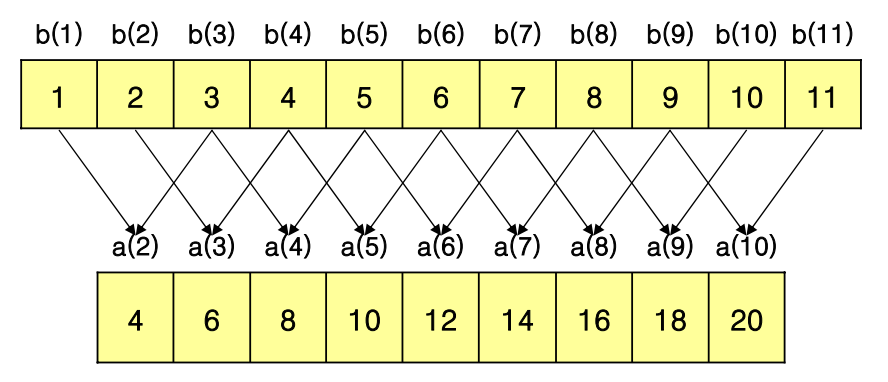 b(1) b(2) b(3) b(4) b(5) b(6) b(7) b(8) b(9) b(10) b(11)
1 2 3 4 5 6 7 8 9 10 11
a(2) a(3) a(4) a(5) a(6) a(7) a(8) a(9) a(10)
4 6 8 10 12 14 16 18 20